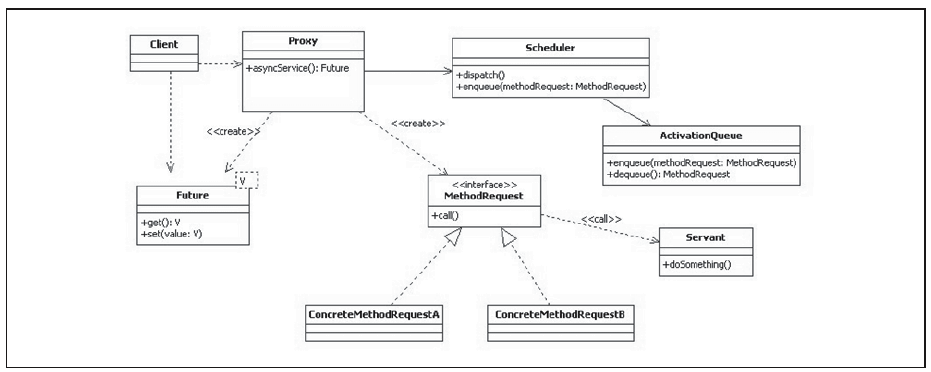 Client
Proxy
+asyncService(): Future
Scheduler
+dispatch()
+enqueue(methodRequest: MethodRequest)
ActivationQueue
+enqueue(methodRequest: MethodRequest)
+dequeue(): MethodRequest
<<create>>
<<create>>
V
Future
+get(): V
+set(value: V)
<<interface>>
MethodRequest
+call()
<<call>>
Servant
+doSomething()
ConcreteMethodRequestA
ConcreteMethodRequestB